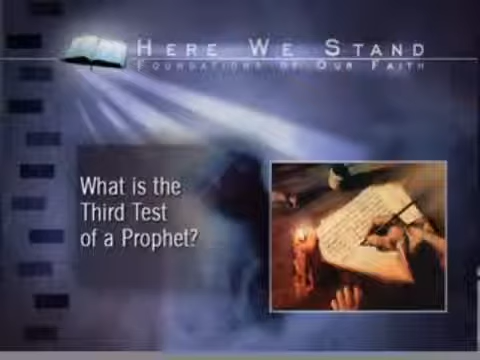 HERE WE STAND
FOUNDATIONS OF OUR FAITH
What is the
Third Test
of a Prophet?